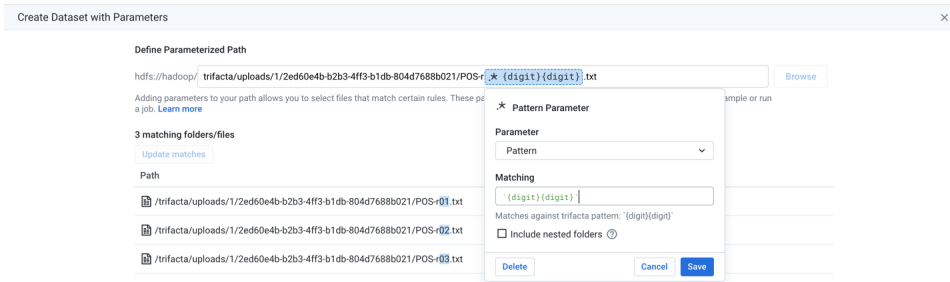 Create Dataset with Parameters
Define Parameterized Path
hdfs://hadoop/ trifacta/uploads/1/2ed60e4b-b2b3-4ff3-b1db-804d7688b021/POS-r .* {digit}{digit} .txt
Browse
Adding parameters to your path allows you to select files that match certain rules. These pa
ample or run
a job. Learn more
3 matching folders/files
Update matches
Path
/trifacta/uploads/1/2ed60e4b-b2b3-4ff3-b1db-804d7688b021/POS-r01.txt
/trifacta/uploads/1/2ed60e4b-b2b3-4ff3-b1db-804d7688b021/POS-r02.txt
/trifacta/uploads/1/2ed60e4b-b2b3-4ff3-b1db-804d7688b021/POS-r03.txt
.* Pattern Parameter
Parameter
Pattern
Matching
`{digit}{digit}`
Matches against trifacta pattern: `{digit}{digit}`
Include nested folders
Delete
Cancel
Save